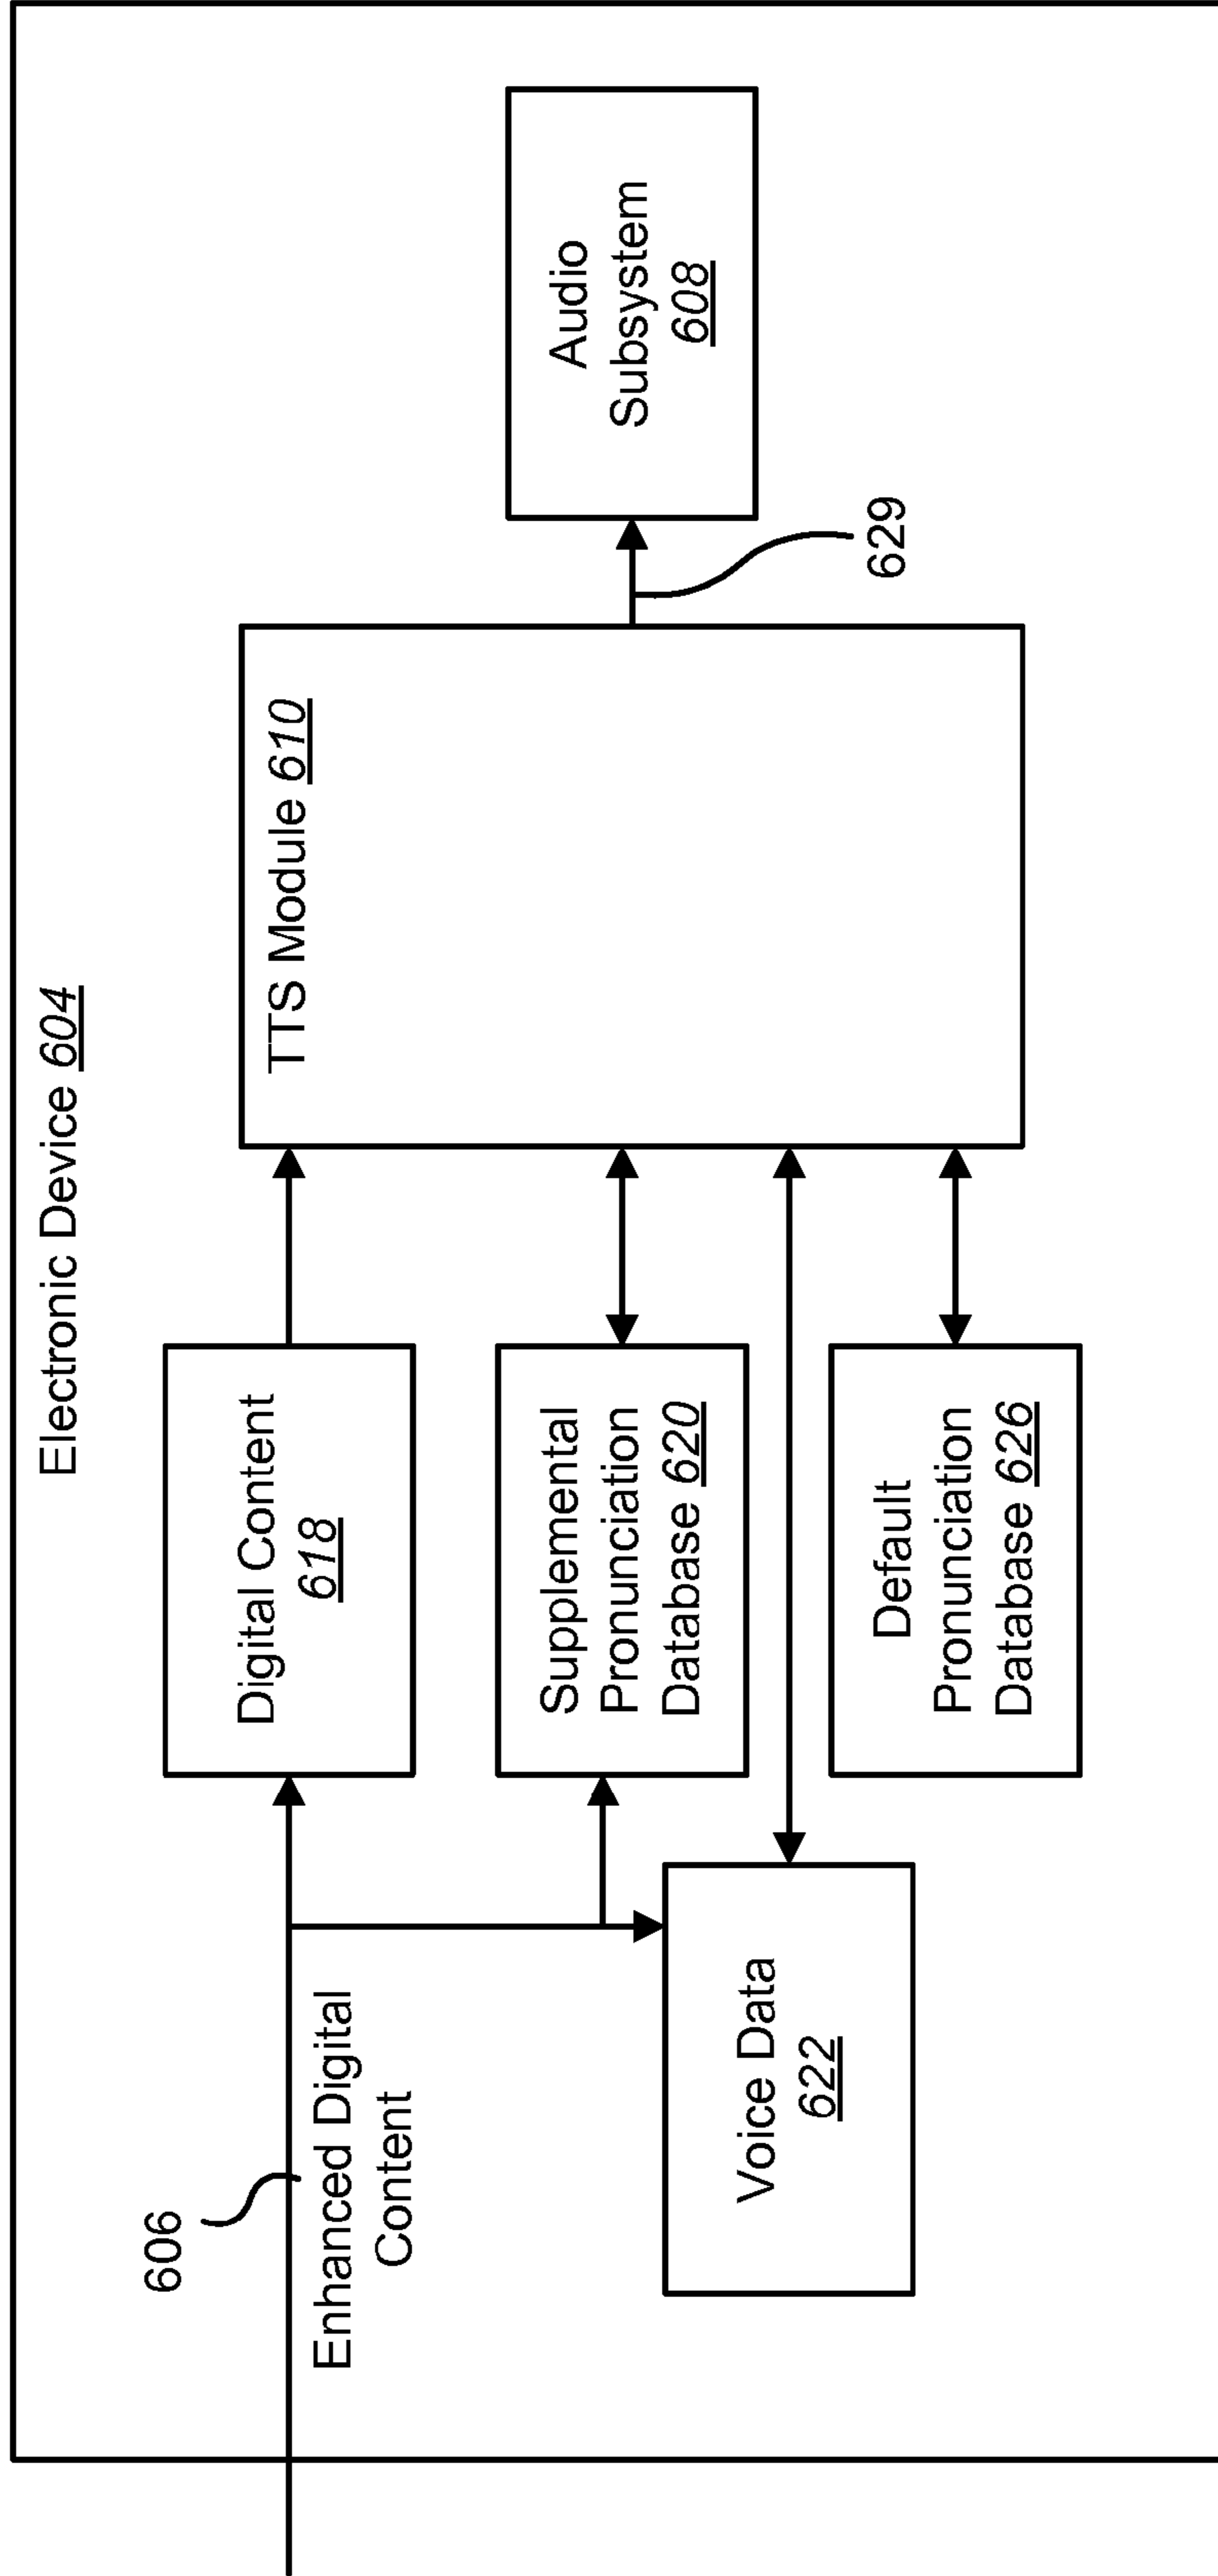 Electronic Device 604
606
Enhanced Digital
Content
Digital Content
618
Supplemental
Pronunciation
Database 620
Voice Data
622
Default
Pronunciation
Database 626
TTS Module 610
629
Audio
Subsystem
608